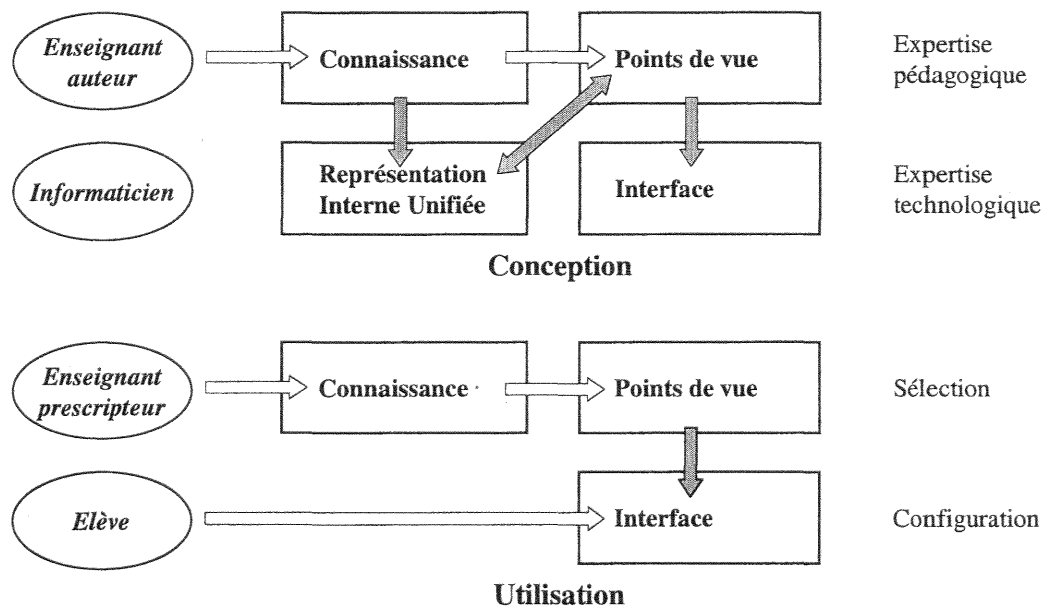 Enseignant
auteur
Connaissance
Points de vue
Expertise
pédagogique
Informaticien
Représentation
Interne Unifiée
Interface
Expertise
technologique
Conception
Enseignant
prescripteur
Connaissance
Points de vue
Sélection
Elève
Interface
Configuration
Utilisation